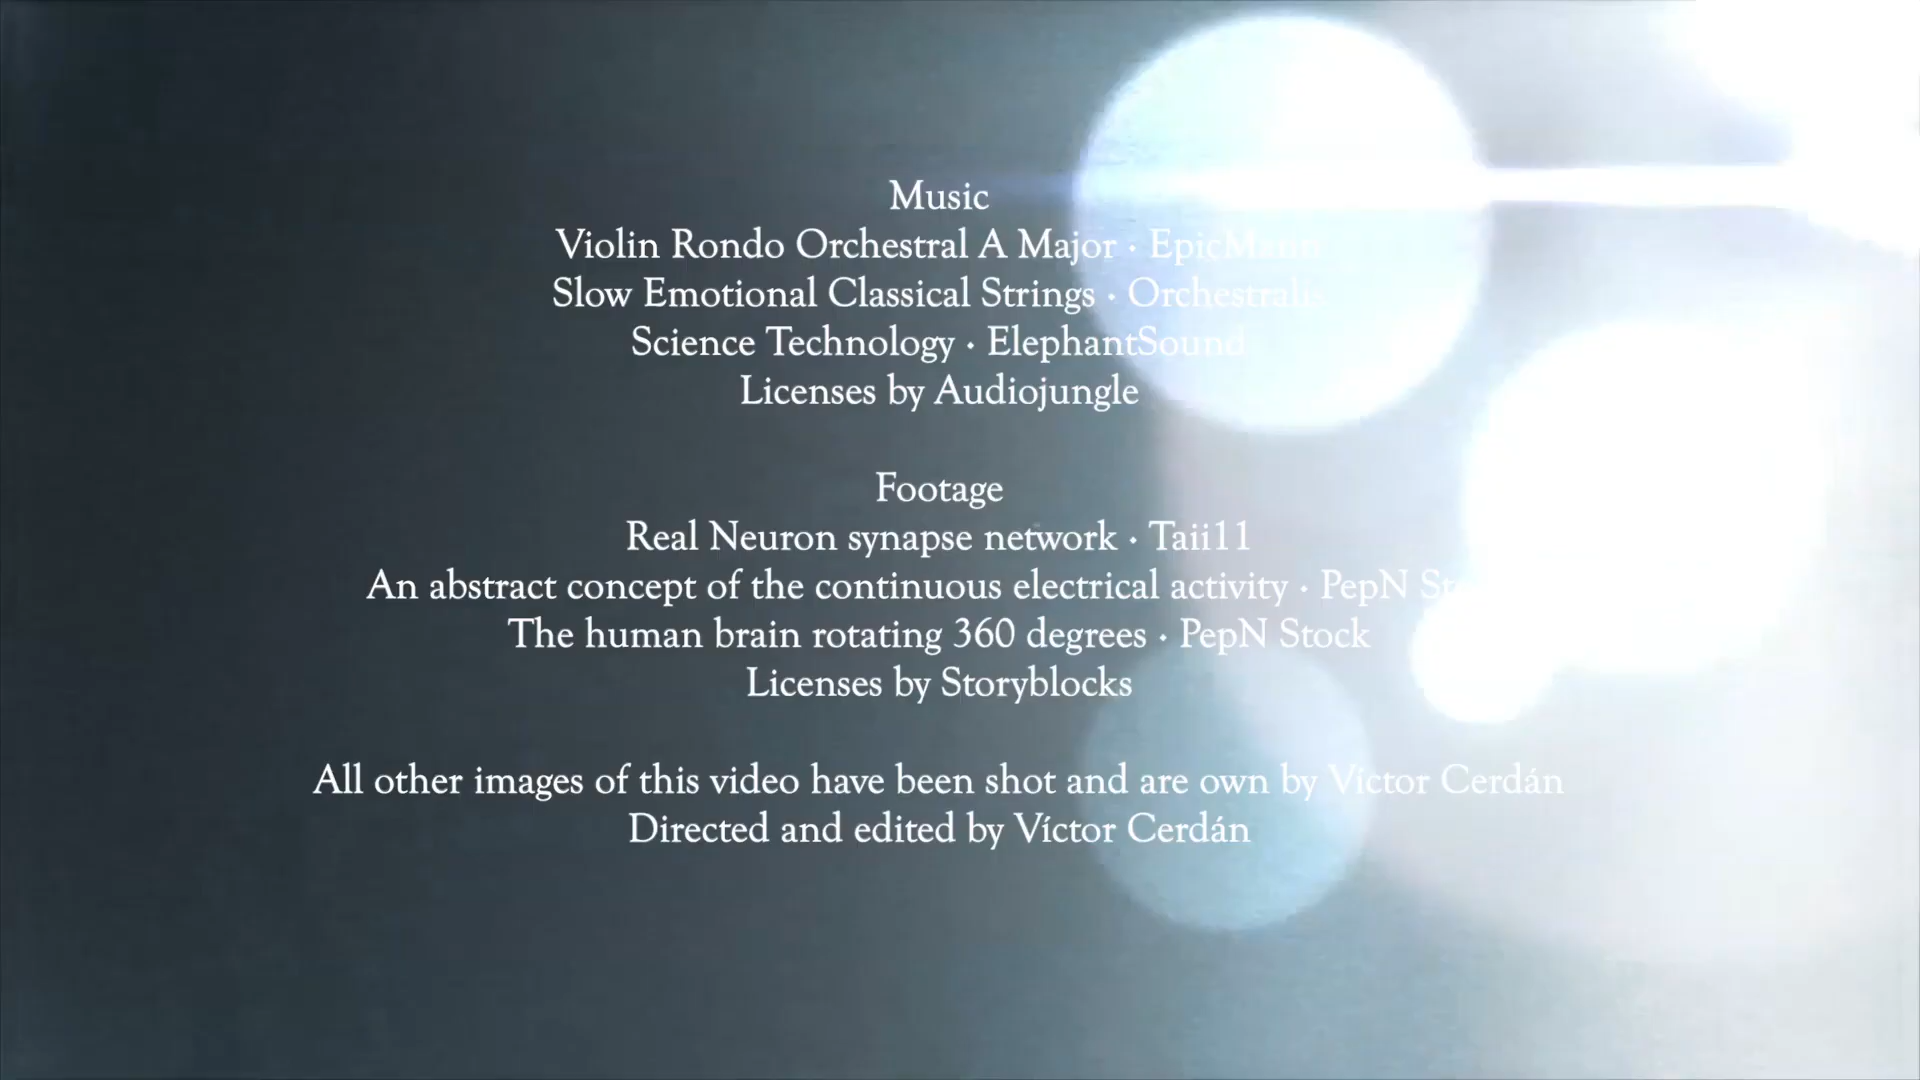 Music
Violin Rondo Orchestral A Major ·
Slow Emotional Classical Strings ·
Science Technology · ElephantSound
Licenses by Audiojungle
Footage
Real Neuron synapse network · Taii11
An abstract concept of the continuous electrical activity · PepN
The human brain rotating 360 degrees · PepN Stock
Licenses by Storyblocks
All other images of this video have been shot and are own by Víctor Cerdán
Directed and edited by Víctor Cerdán